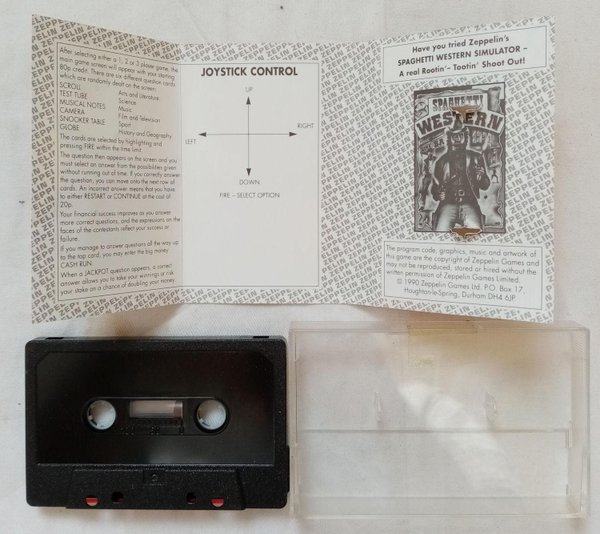 After selecting either a 1, 2 or 3 player game, the
main game screen will appear with your starting
80p credit. There are six different question cards
which are randomly dealt on the screen:
SCROLL Arts and Literature
TEST TUBE Science
MUSICAL NOTES Music
CAMERA Film and Television
SNOOKER TABLE Sport
GLOBE History and Geography
The cards are selected by highlighting and
pressing FIRE within the time limit.
The question then appears on the screen and you
must select an answer from the possibilities given
without running out of time. If you correctly answer
the question, you can move onto the next row of
cards. An incorrect answer means that you have
to either RESTART or CONTINUE at the cost of
20p.
Your financial success improves as you answer
more correct questions, and the expressions on the
faces of the contestants reflect your success or
failure.
If you manage to answer questions all the way up
to the top card, you may enter the big money
CASH RUN.
When a JACKPOT question appears, a correct
answer allows you to take your winnings or risk
your stake on a chance of doubling your money.
JOYSTICK CONTROL
UP
LEFT
RIGHT
DOWN
FIRE – SELECT OPTION
Have you tried Zeppelin's
SPAGHETTI WESTERN SIMULATOR –
A real Rootin' – Tootin' Shoot Out!
SPAGHETTI
WESTERN
The program code, graphics, music and artwork of
this game are the copyright of Zeppelin Games and
may not be reproduced, stored or hired without the
written permission of Zeppelin Games Limited.
© 1990 Zeppelin Games Ltd. P.O. Box 17,
Houghton-le-Spring, Durham DH4 6JP
ZEPPELIN